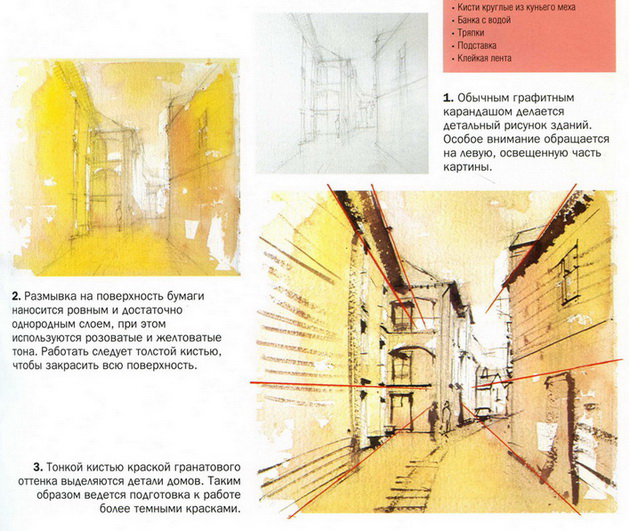 • Кисти круглые из куньего меха
• Банка с водой
• Тряпки
• Подставка
• Клейкая лента
1. Обычным графитным
карандашом делается
детальный рисунок зданий.
Особое внимание обращается
на левую, освещенную часть
картины.
2. Размывка на поверхность бумаги
наносится ровным и достаточно
однородным слоем, при этом
используются розоватые и желтоватые
тона. Работать следует толстой кистью,
чтобы закрасить всю поверхность.
3. Тонкой кистью краской гранатового
оттенка выделяются детали домов. Таким
образом ведется подготовка к работе
более темными красками.